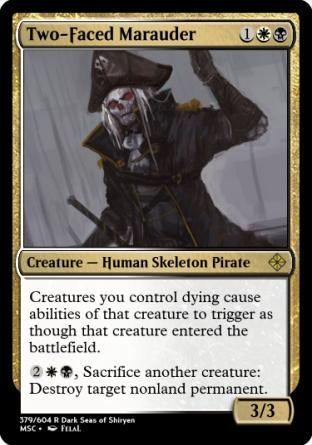 Two-Faced Marauder 1
Creature — Human Skeleton Pirate
Creatures you control dying cause
abilities of that creature to trigger as
though that creature entered the
battlefield.
2, Sacrifice another creature:
Destroy target nonland permanent.
3/3
379/604 R Dark Seas of Shiryen
MSC • Felal